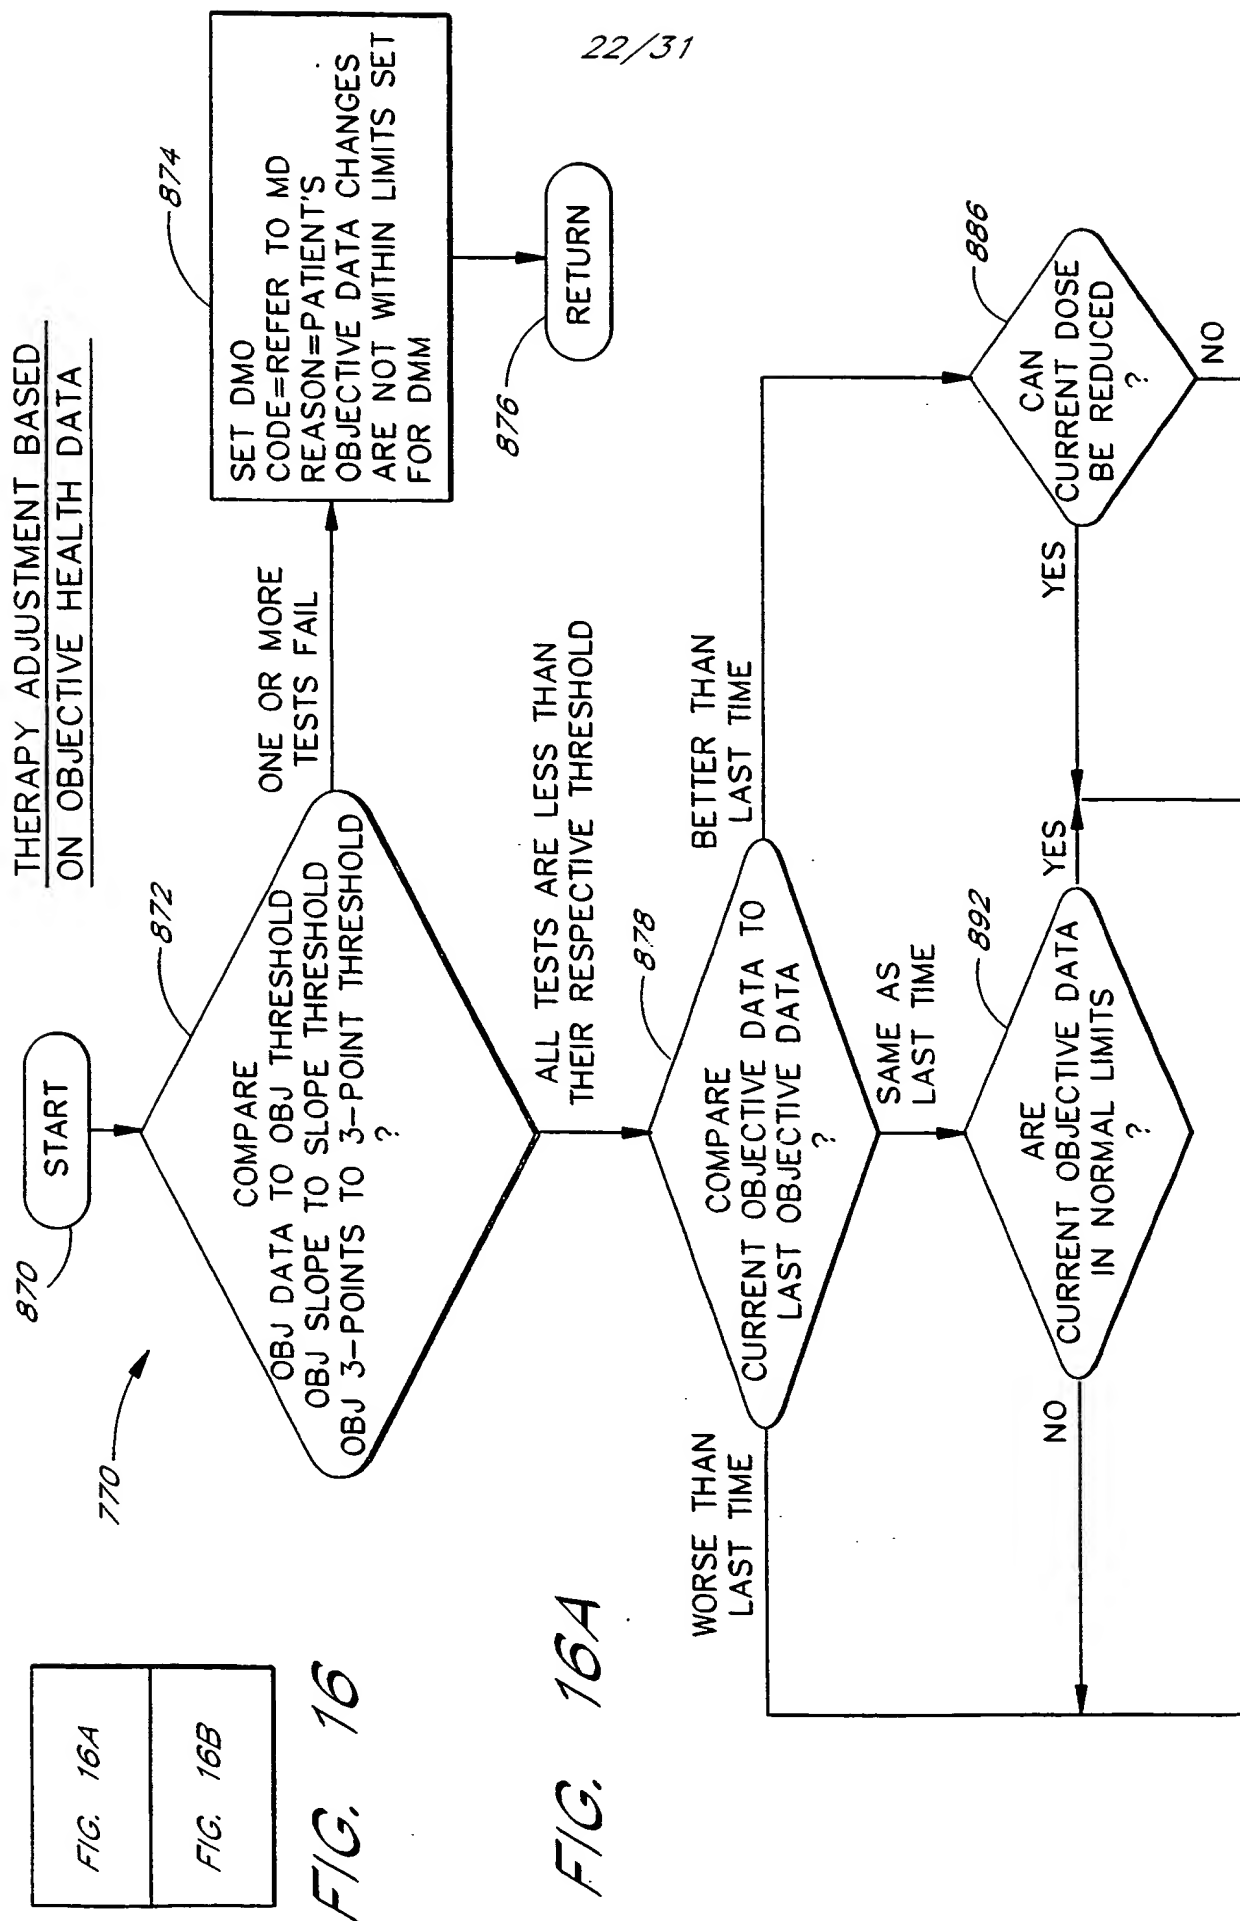 22/31
THERAPY ADJUSTMENT BASED
ON OBJECTIVE HEALTH DATA
FIG. 16A
FIG. 16B
FIG. 16
FIG. 16A
770
870
START
872
COMPARE
OBJ DATA TO OBJ THRESHOLD
OBJ SLOPE TO SLOPE THRESHOLD
OBJ 3-POINTS TO 3-POINT THRESHOLD
?
ONE OR MORE
TESTS FAIL
874
SET DMO
CODE=REFER TO MD
REASON=PATIENT'S
OBJECTIVE DATA CHANGES
ARE NOT WITHIN LIMITS SET
FOR DMM
876
RETURN
ALL TESTS ARE LESS THAN
THEIR RESPECTIVE THRESHOLD
878
COMPARE
CURRENT OBJECTIVE DATA TO
LAST OBJECTIVE DATA
?
WORSE THAN
LAST TIME
BETTER THAN
LAST TIME
SAME AS
LAST TIME
892
ARE
CURRENT OBJECTIVE DATA
IN NORMAL LIMITS
?
NO
YES
886
CAN
CURRENT DOSE
BE REDUCED
?
YES
NO